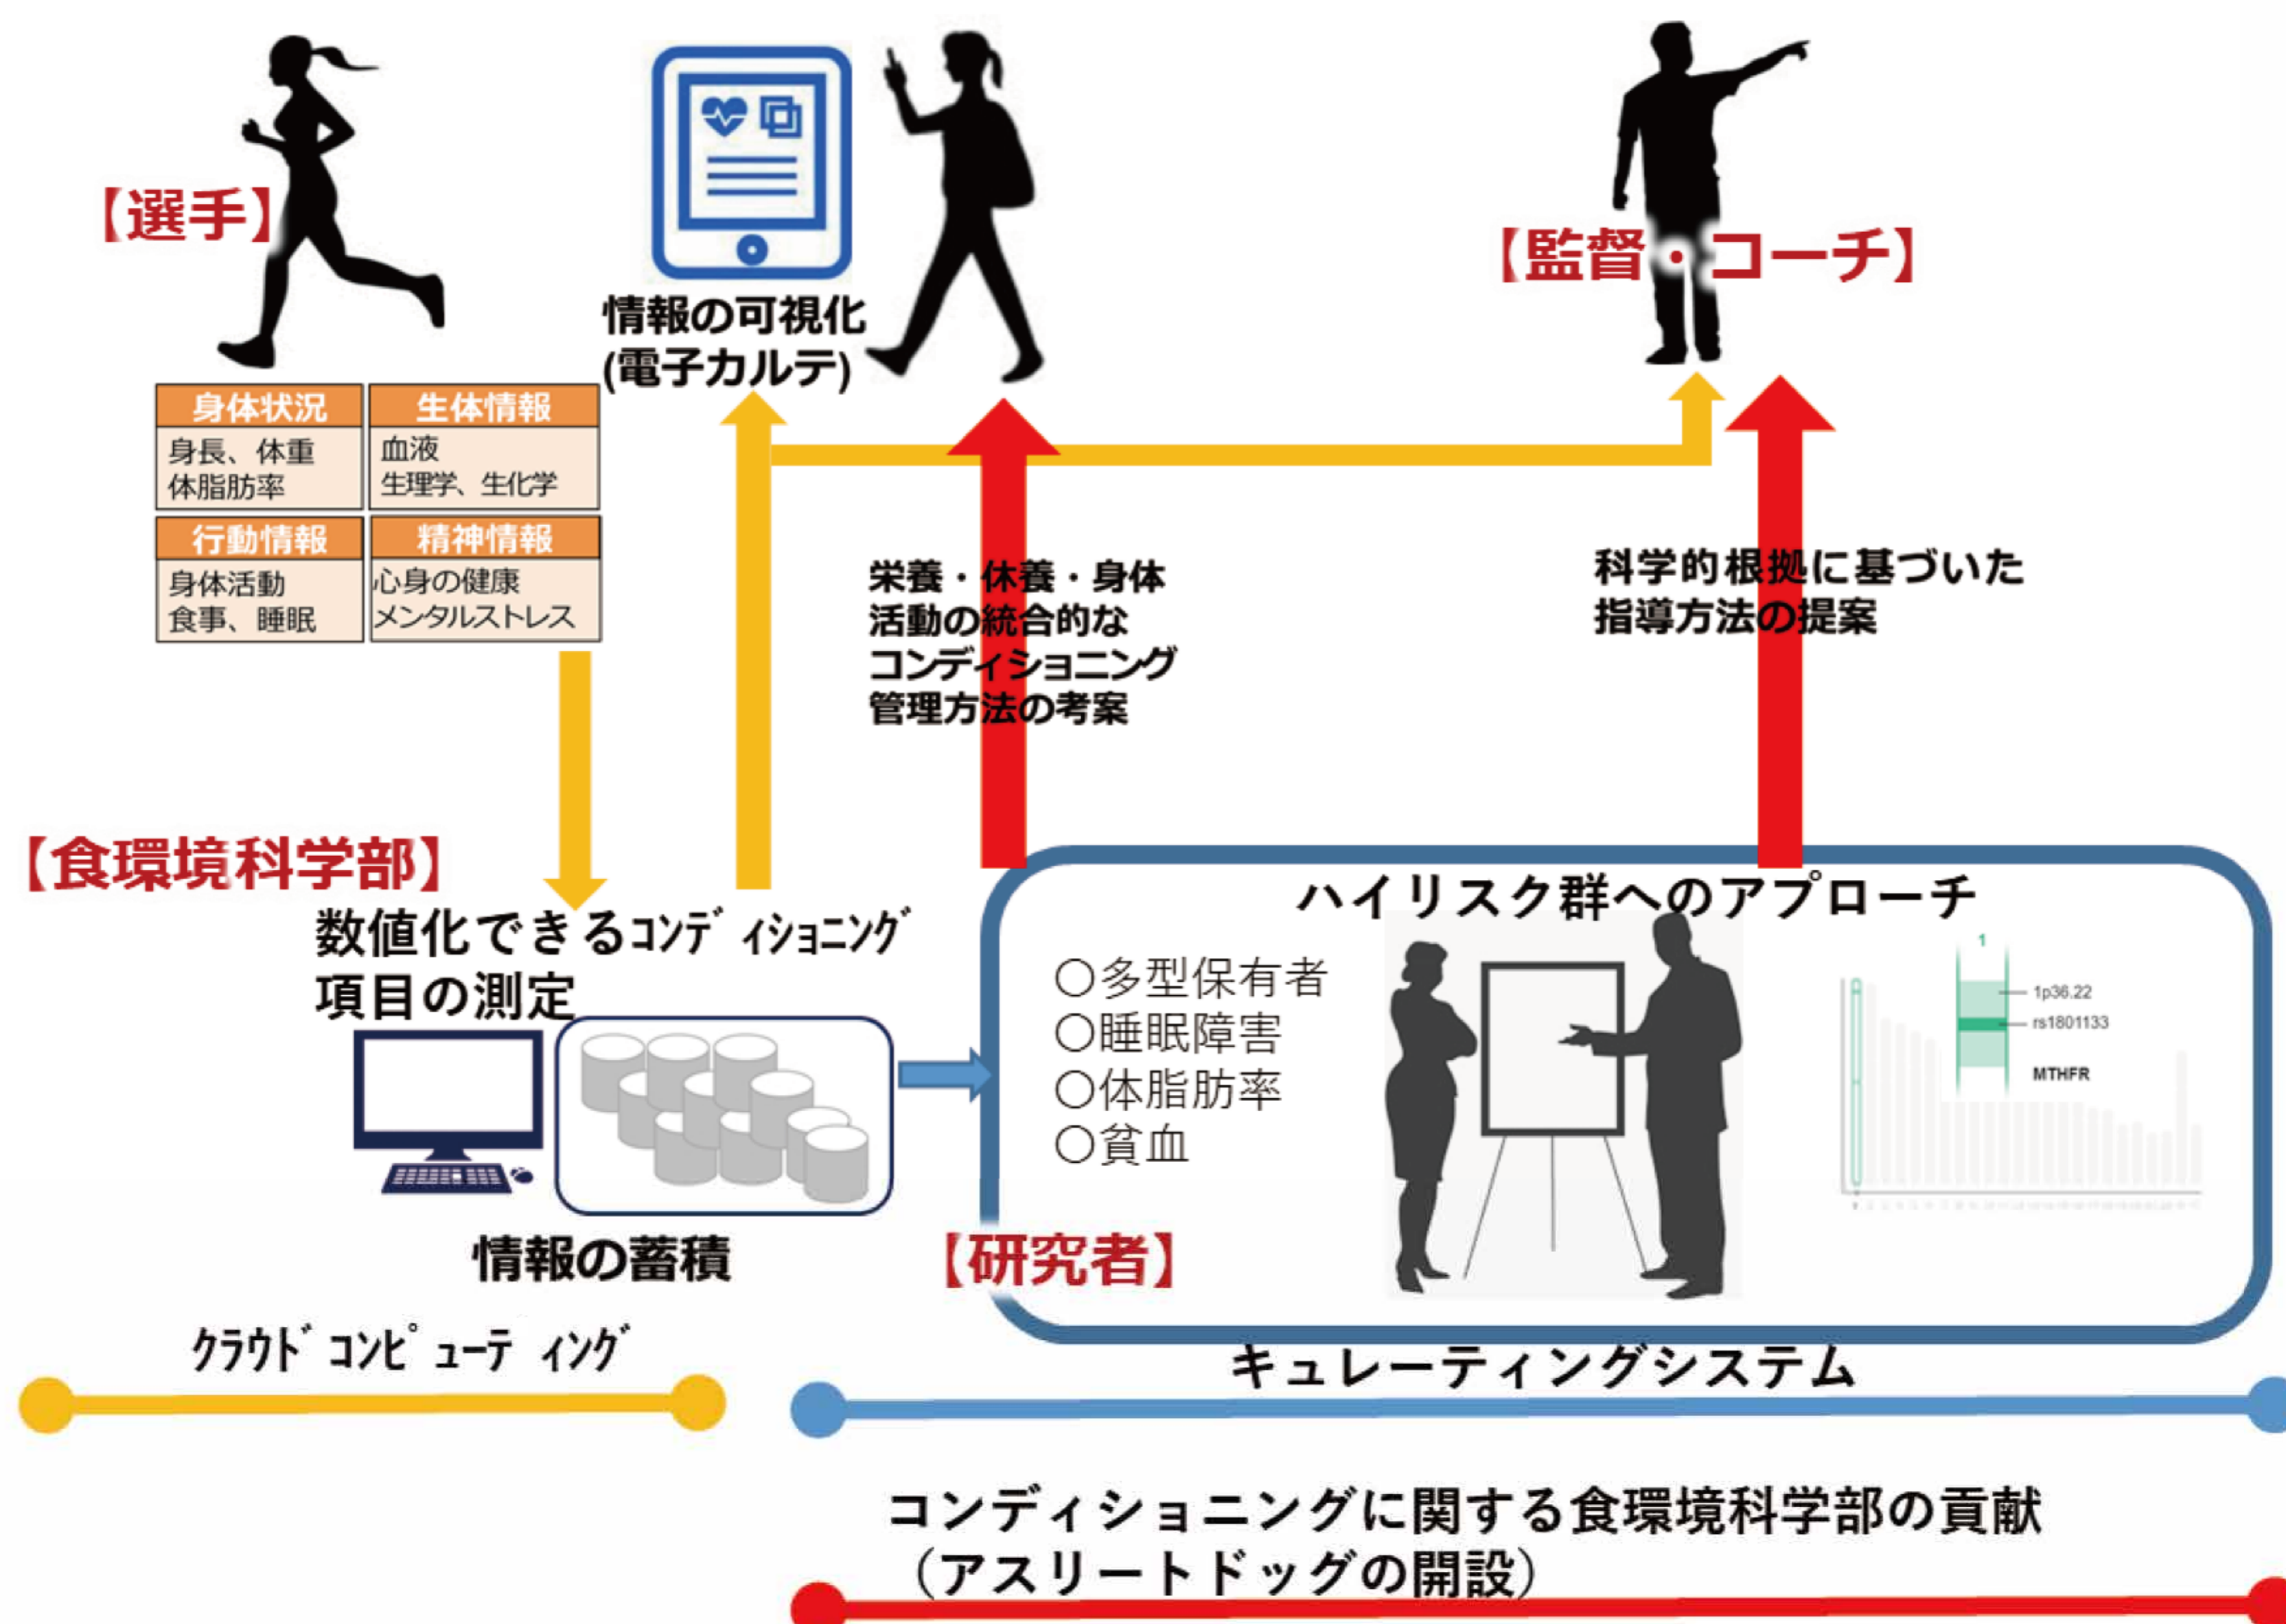 【選手】
情報の可視化
(電子カルテ)
【監督・コーチ】
身体状況
身長、体重
体脂肪率
生体情報
血液
生理学、生化学
行動情報
身体活動
食事、睡眠
精神情報
心身の健康
メンタルストレス
栄養・休養・身体
活動の統合的な
コンディショニング
管理方法の考案
科学的根拠に基づいた
指導方法の提案
【食環境科学部】
数値化できるｺﾝﾃﾞｨｼｮﾆﾝｸﾞ
項目の測定
情報の蓄積
ハイリスク群へのアプローチ
〇多型保有者
〇睡眠障害
〇体脂肪率
〇貧血
1
1p36.22
rs1801133
MTHFR
【研究者】
ｸﾗｳﾄﾞｺﾝﾋﾟｭｰﾃｨﾝｸﾞ
キュレーティングシステム
コンディショニングに関する食環境科学部の貢献
（アスリートドッグの開設）